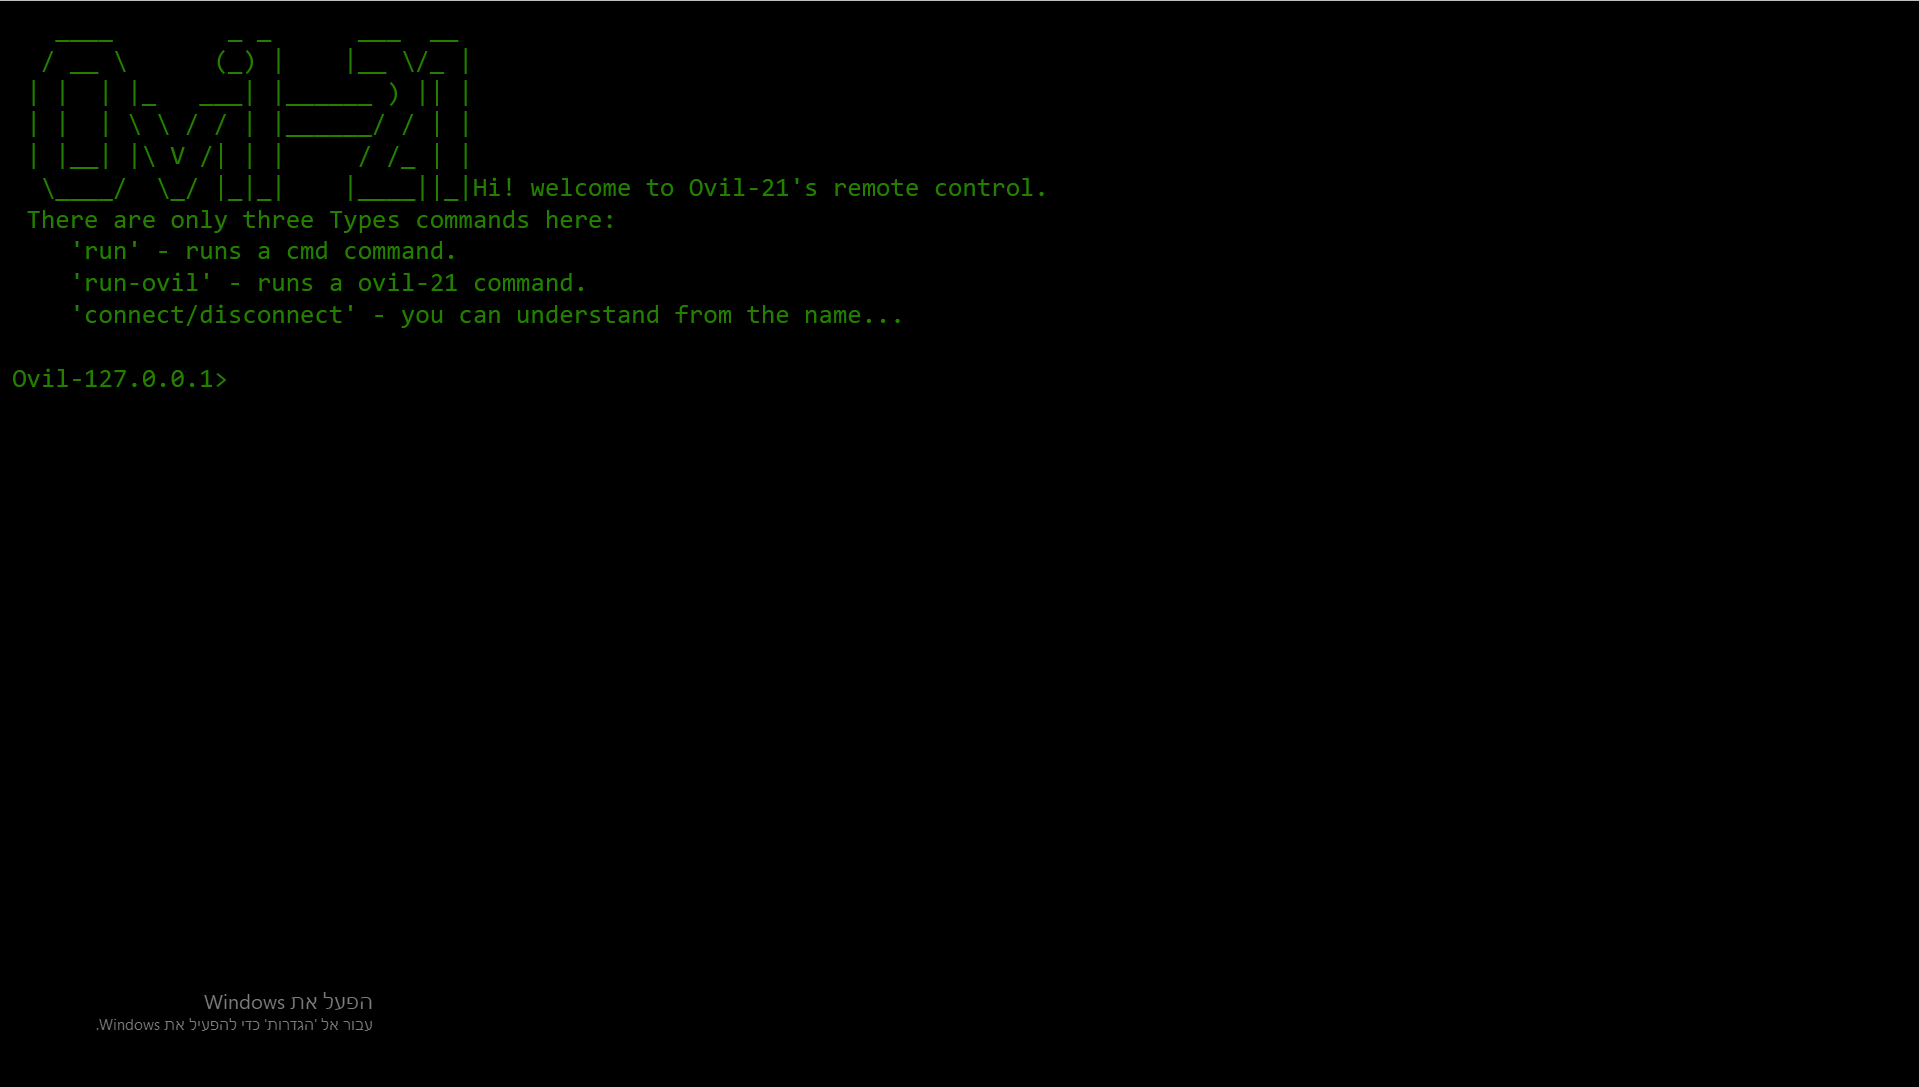 Ovil-21
Hi! welcome to Ovil-21's remote control.
There are only three Types commands here:
'run' - runs a cmd command.
'run-ovil' - runs a ovil-21 command.
'connect/disconnect' - you can understand from the name...
Ovil-127.0.0.1>
הפעל את Windows
עבור אל 'הגדרות' כדי להפעיל את Windows.